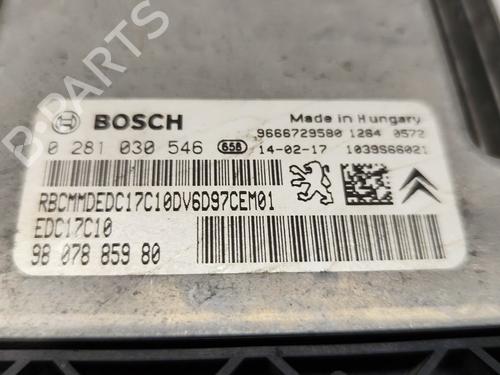 BOSCH
Made in Hungary
9666729580 1264 0572
0 281 030 546 658 14-02-17 1039S66021
RBCMMDEDC17C10DV6D97CEM01
EDC17C10
98 078 859 80
B-PARTS